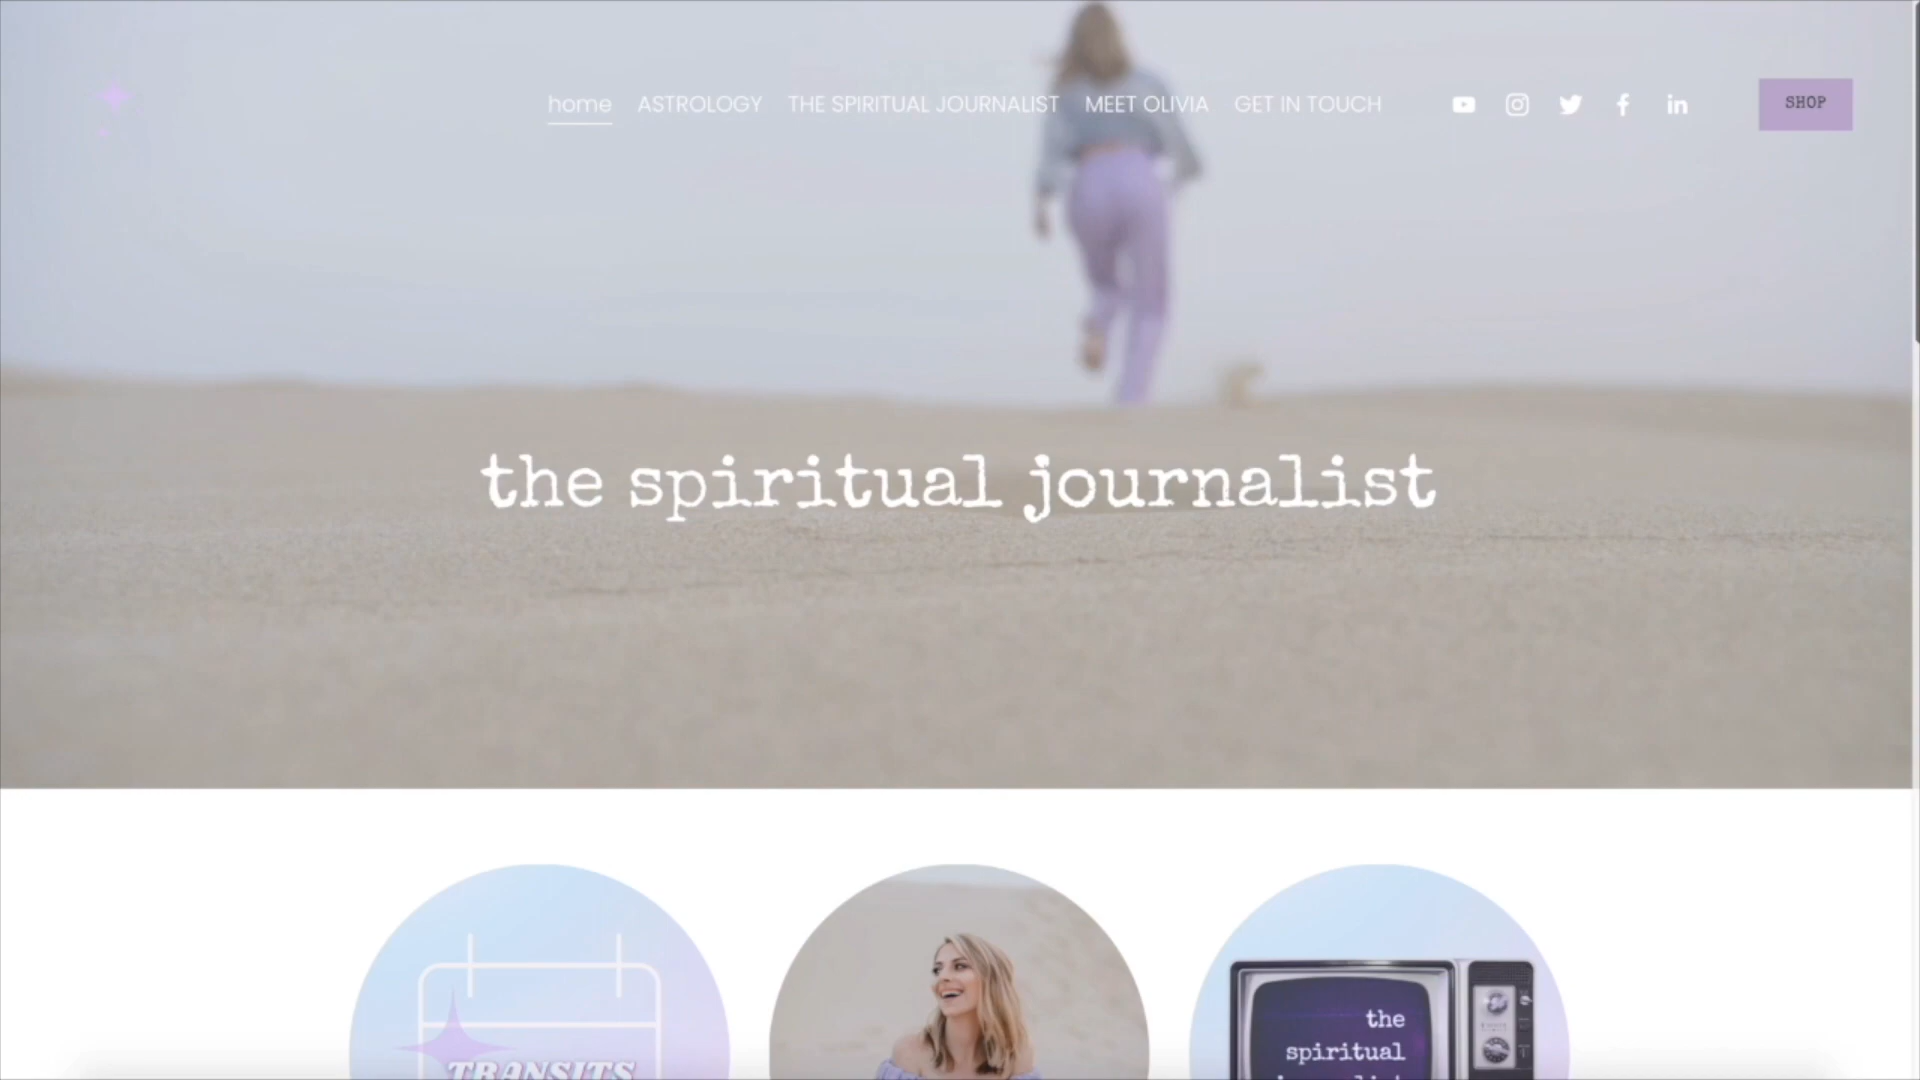 home ASTROLOGY THE SPIRITUAL JOURNALIST MEET OLIVIA GET IN TOUCH SHOP
the spiritual journalist
TRANSITS
the
spiritual